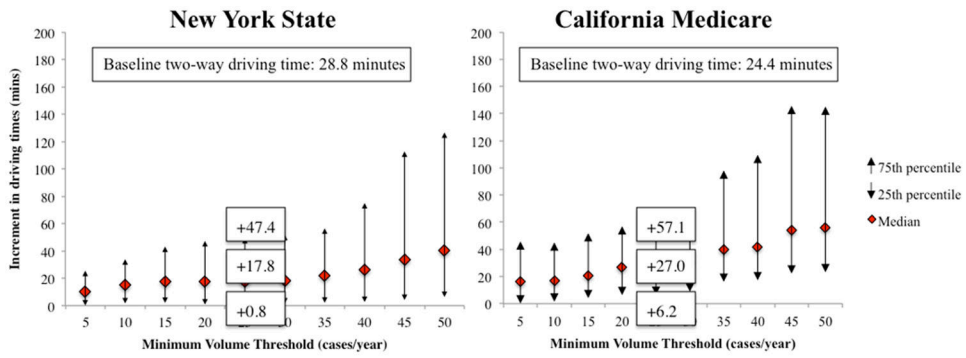 New York State
California Medicare
Baseline two-way driving time: 28.8 minutes
Increment in driving times (mins)
200
180
160
140
120
100
80
60
40
20
0
+47.4
+17.8
+0.8
5 10 15 20 35 40 45 50
Minimum Volume Threshold (cases/year)
Baseline two-way driving time: 24.4 minutes
200
180
160
140
120
100
80
60
40
20
0
+57.1
+27.0
+6.2
5 10 15 20 35 40 45 50
Minimum Volume Threshold (cases/year)
75th percentile
25th percentile
Median